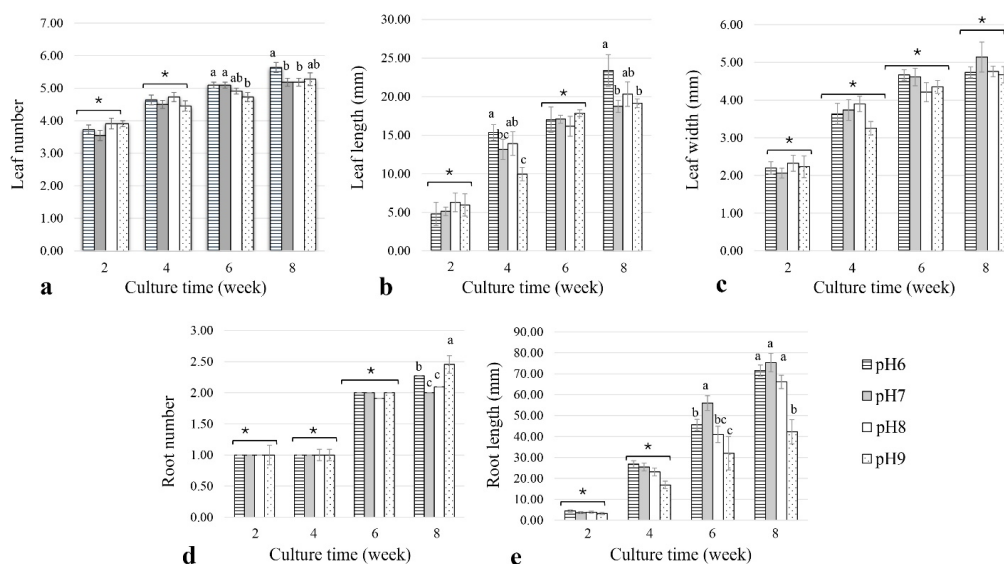 7.00
6.00
5.00
4.00
3.00
2.00
1.00
0.00
Leaf number
* * a a ab b a b b ab
2 4 6 8
Culture time (week)
a
30.00
25.00
20.00
15.00
10.00
5.00
0.00
Leaf length (mm)
* a bc ab c * a b ab b
2 4 6 8
Culture time (week)
b
6.00
5.00
4.00
3.00
2.00
1.00
0.00
Leaf width (mm)
* * * *
2 4 6 8
Culture time (week)
c
3.00
2.50
2.00
1.50
1.00
0.50
0.00
Root number
* * * b c c a
2 4 6 8
Culture time (week)
d
90.00
80.00
70.00
60.00
50.00
40.00
30.00
20.00
10.00
0.00
Root length (mm)
* * b a bc c a a a b
2 4 6 8
Culture time (week)
e
pH6
pH7
pH8
pH9